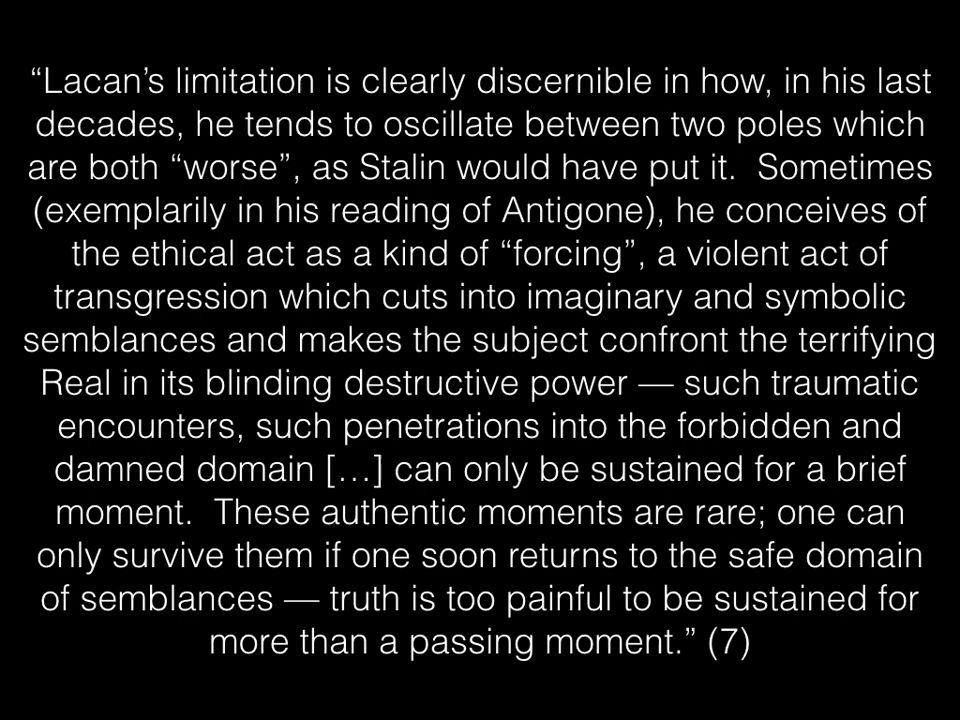 “Lacan’s limitation is clearly discernible in how, in his last
decades, he tends to oscillate between two poles which
are both “worse”, as Stalin would have put it.  Sometimes
(exemplarily in his reading of Antigone), he conceives of
the ethical act as a kind of “forcing”, a violent act of
transgression which cuts into imaginary and symbolic
semblances and makes the subject confront the terrifying
Real in its blinding destructive power — such traumatic
encounters, such penetrations into the forbidden and
damned domain […] can only be sustained for a brief
moment.  These authentic moments are rare; one can
only survive them if one soon returns to the safe domain
of semblances — truth is too painful to be sustained for
more than a passing moment.” (7)